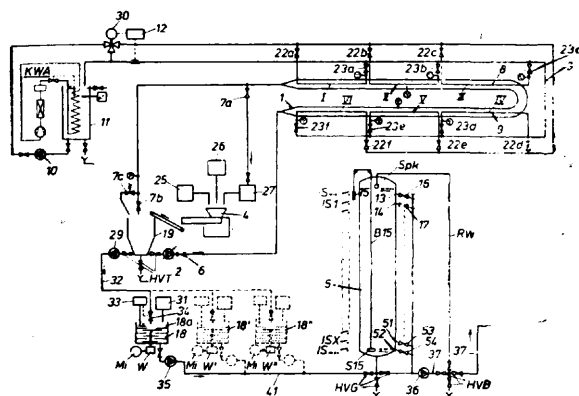 30
12
KWA
11
10
22a
22b
22c
23a
23b
23c
3
8
I
II
III
IV
V
VI
1
9
23f
23e
23d
22f
22e
22d
7a
7c
7b
26
25
27
4
19
29
2
6
HVT
32
33
31
34
18a
18
18'
18"
Mi
W
Mi
W'
Mi
W"
35
41
Spk
S
15
IS1
13
16
14
17
B15
RW
5
ISX
IS
51
52
53
54
S15
37
37
36
HVG
HVB